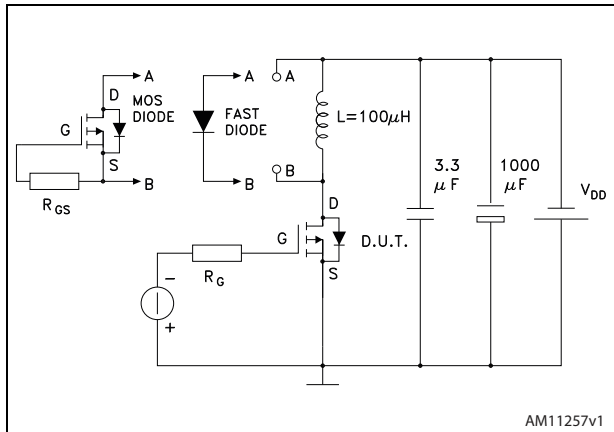 A
D
MOS
DIODE
G
S
B
R_GS
A
FAST
DIODE
B
A
L=100µH
B
D
G
D.U.T.
S
R_G
-
+
3.3
µF
1000
µF
V_DD
AM11257v1